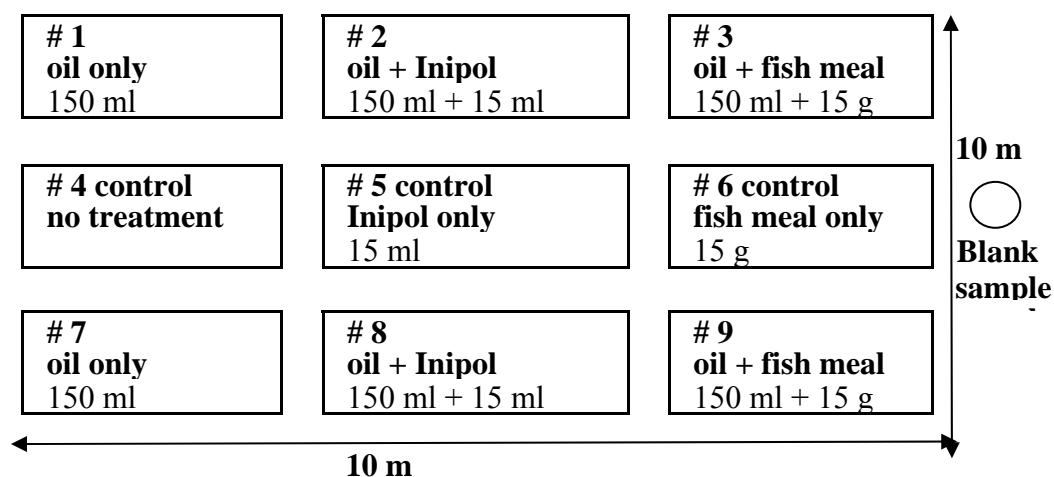 # 1
oil only
150 ml
# 2
oil + Inipol
150 ml + 15 ml
# 3
oil + fish meal
150 ml + 15 g
# 4 control
no treatment
# 5 control
Inipol only
15 ml
# 6 control
fish meal only
15 g
10 m
Blank
sample
# 7
oil only
150 ml
# 8
oil + Inipol
150 ml + 15 ml
# 9
oil + fish meal
150 ml + 15 g
10 m